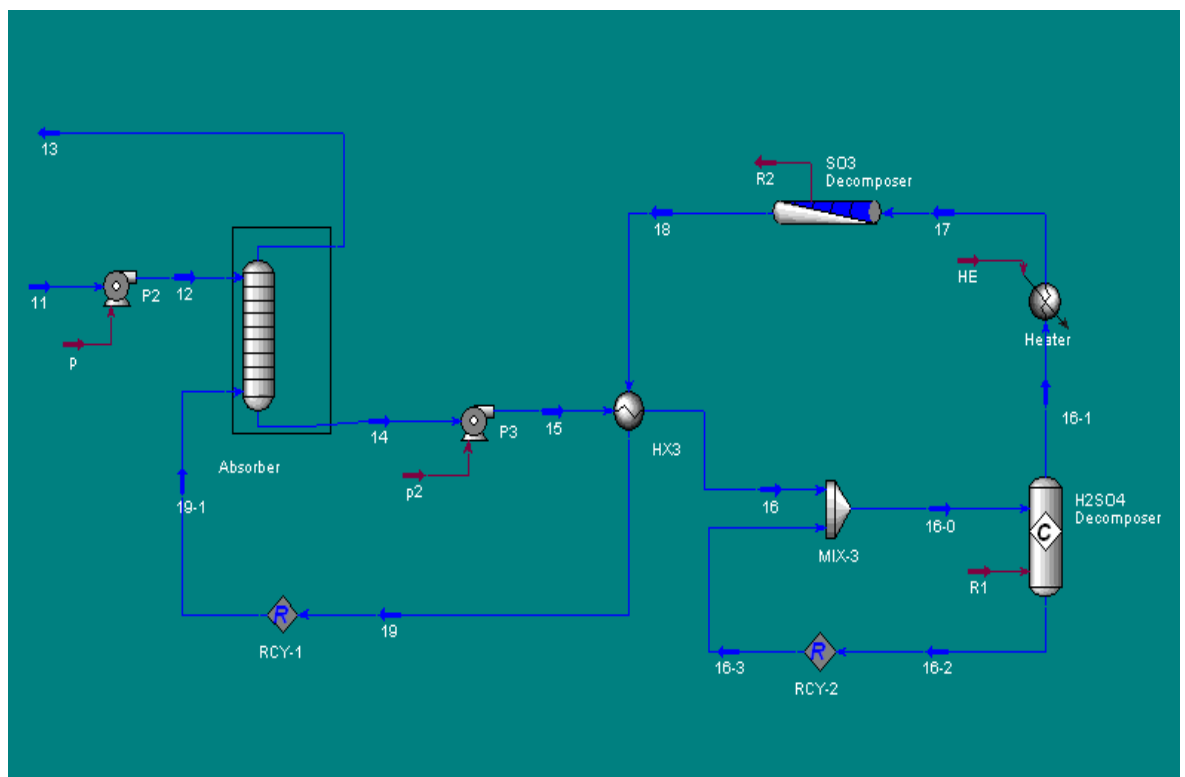 13
SO3
Decomposer
R2
18
17
HE
11
P2
12
p
Heater
14
P3
15
HX3
16-1
Absorber
p2
19-1
16
16-0
H2SO4
Decomposer
C
MIX-3
R1
R
19
RCY-1
R
16-3
16-2
RCY-2